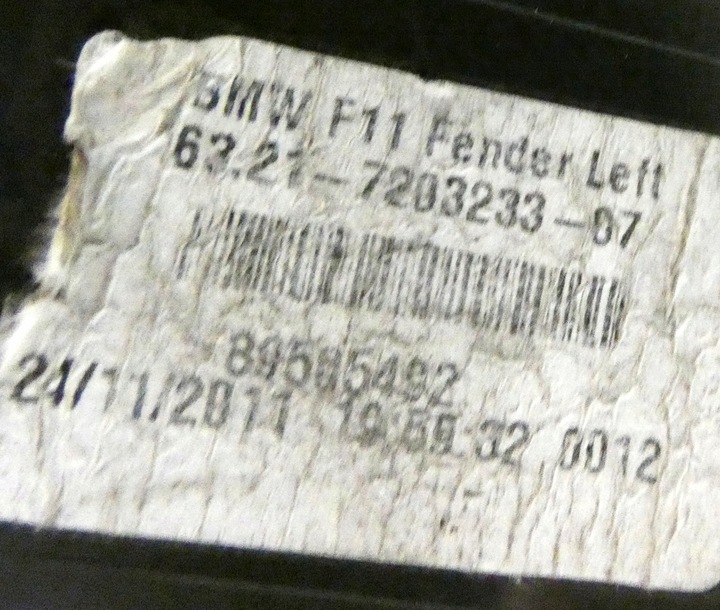 BMW F11 Fender Left
63.21-7203233-07
89585492
24/11/2011 19:59:32 0012